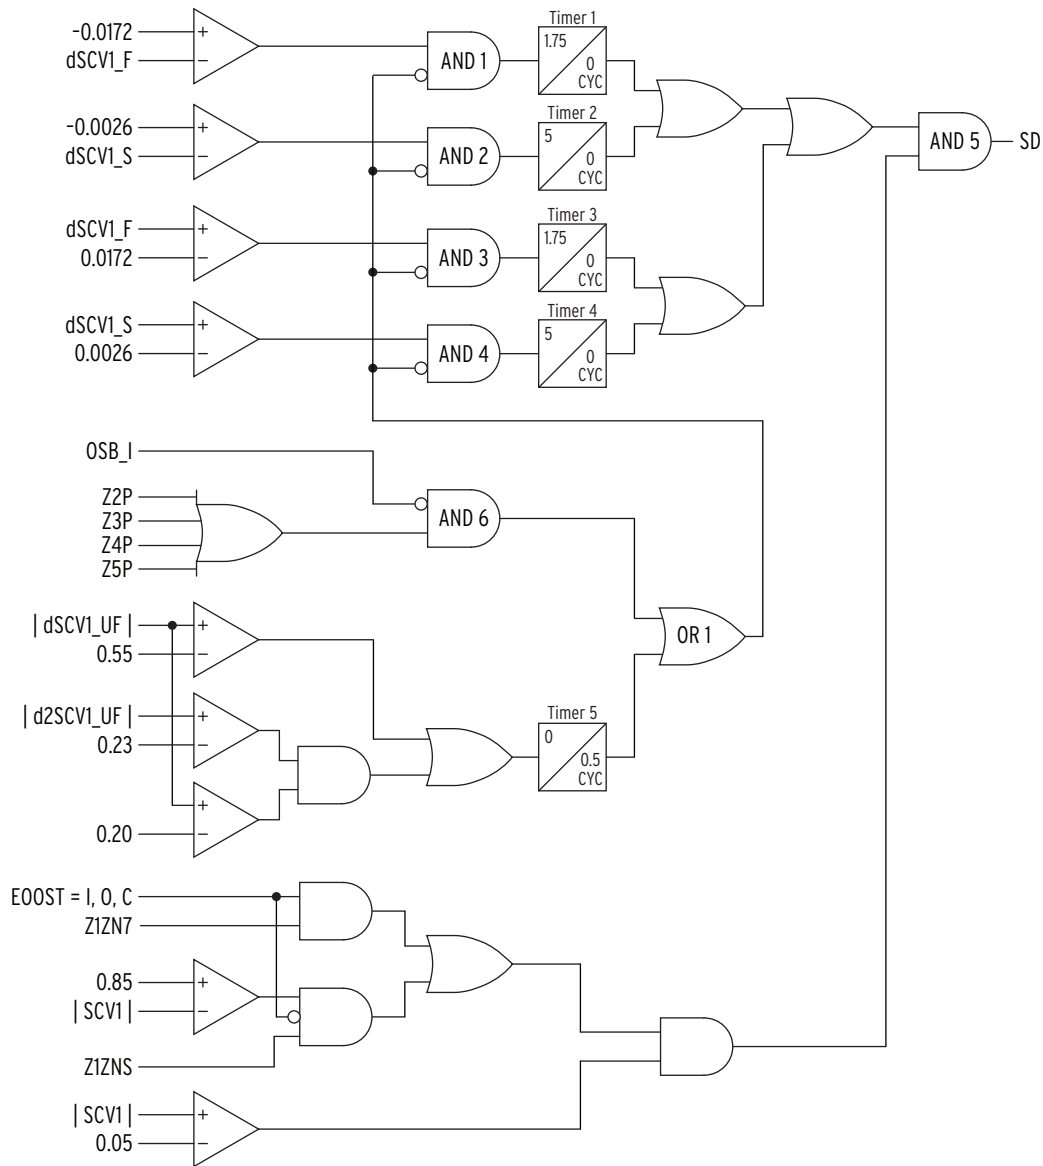 -0.0172
+
dSCV1_F
−
AND 1
Timer 1
1.75
0
CYC
-0.0026
+
dSCV1_S
−
AND 2
Timer 2
5
0
CYC
AND 5
SD
dSCV1_F
+
0.0172
−
AND 3
Timer 3
1.75
0
CYC
dSCV1_S
+
0.0026
−
AND 4
Timer 4
5
0
CYC
OSB_I
Z2P
Z3P
Z4P
Z5P
AND 6
| dSCV1_UF |
+
0.55
−
OR 1
| d2SCV1_UF |
+
0.23
−
Timer 5
0
0.5
CYC
+
0.20
−
EOOST = I, O, C
Z1ZN7
0.85
+
| SCV1 |
−
Z1ZNS
| SCV1 |
+
0.05
−